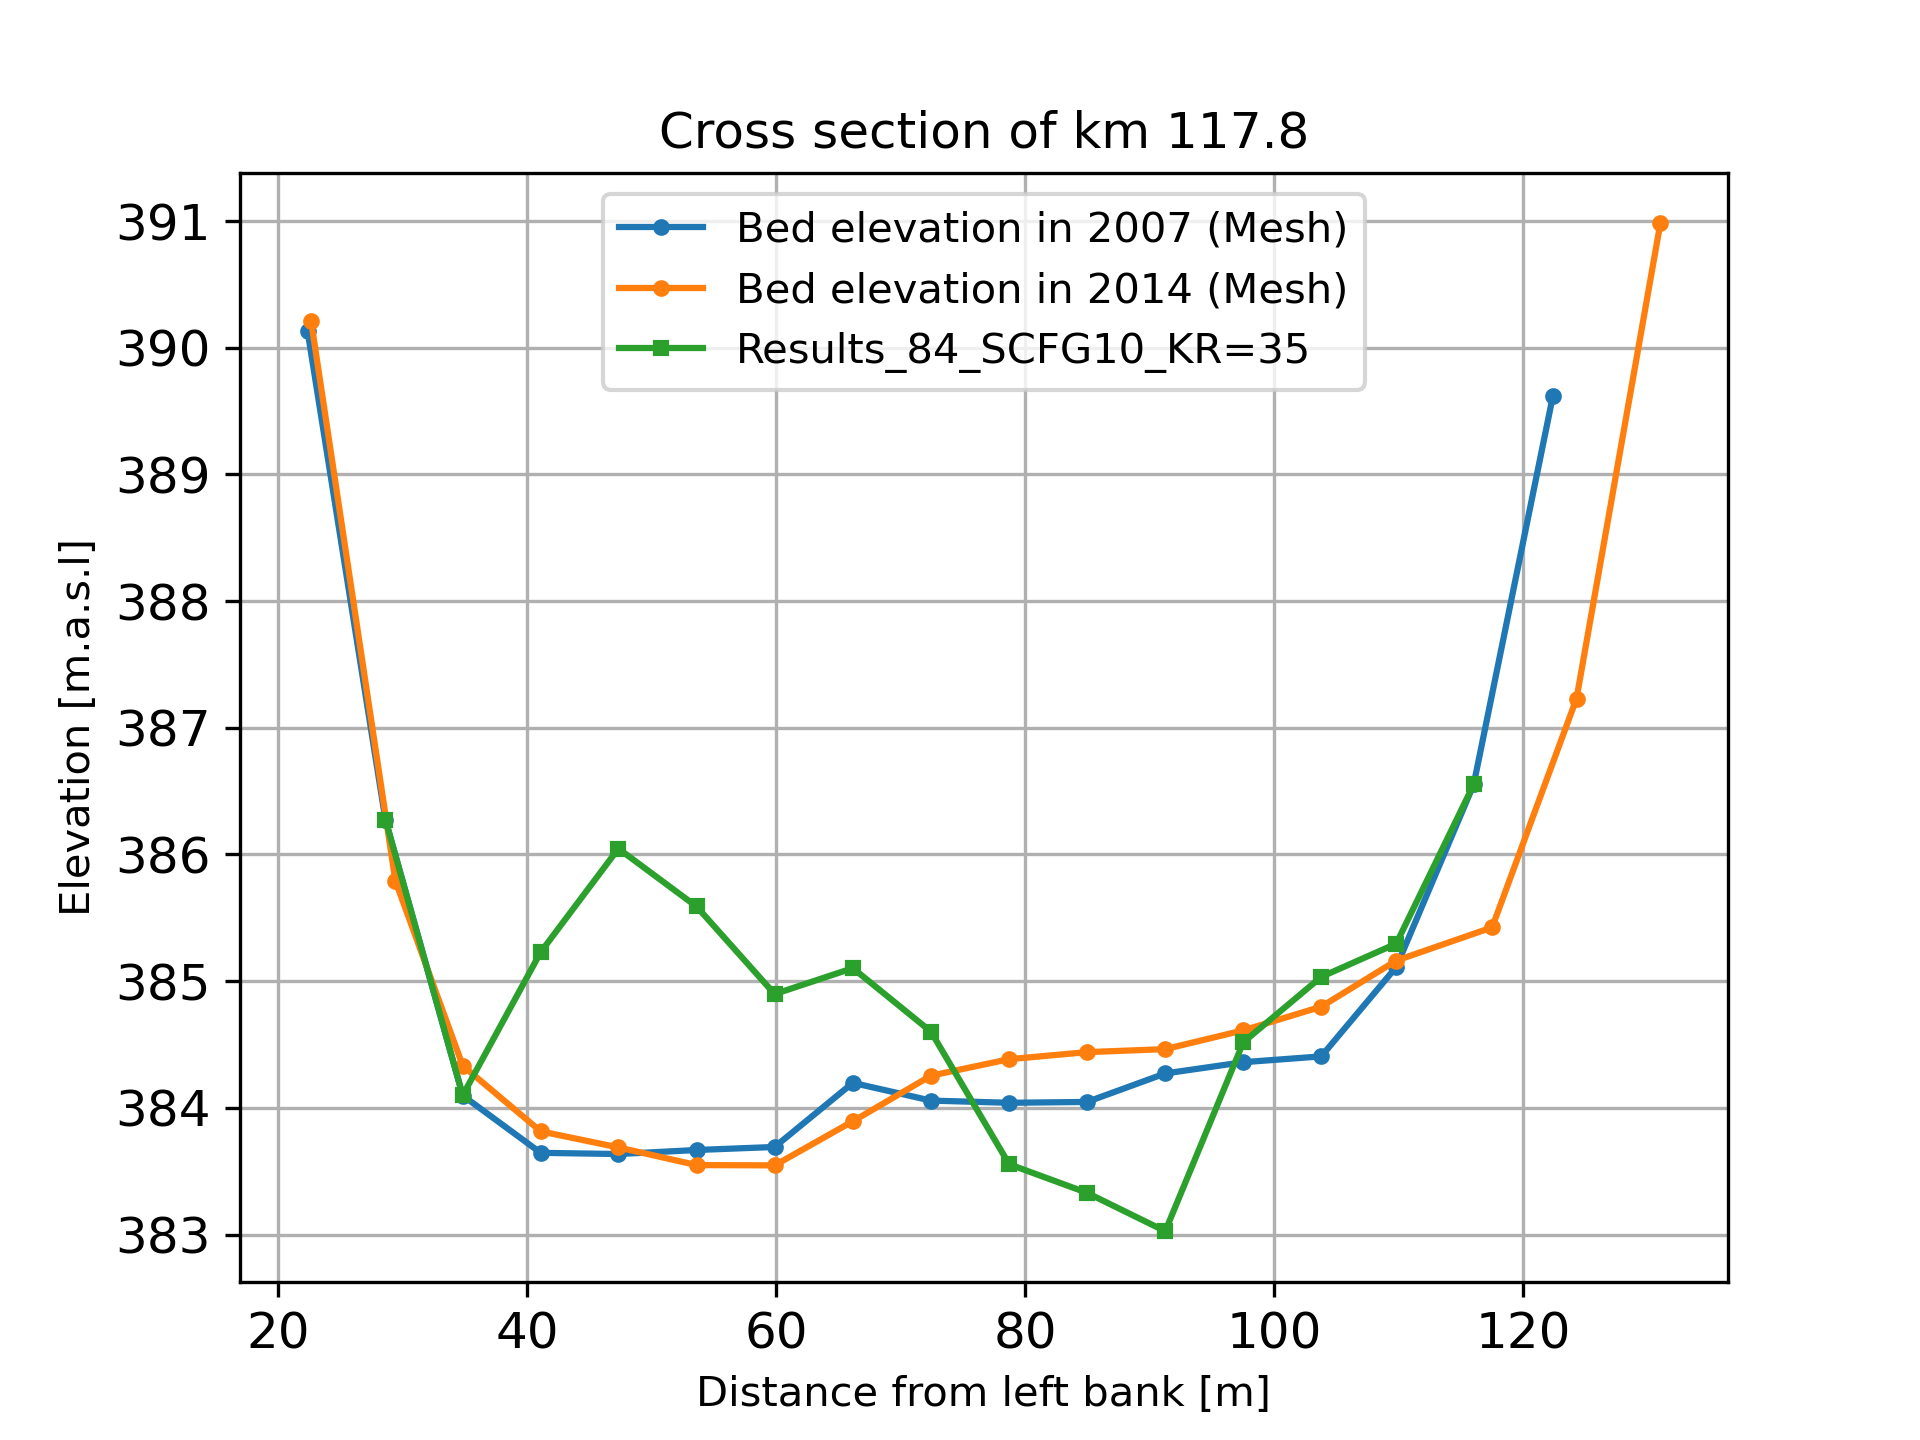 Cross section of km 117.8
Bed elevation in 2007 (Mesh)
Bed elevation in 2014 (Mesh)
Results_84_SCFG10_KR=35
Elevation [m.a.s.l]
391
390
389
388
387
386
385
384
383
20 40 60 80 100 120
Distance from left bank [m]